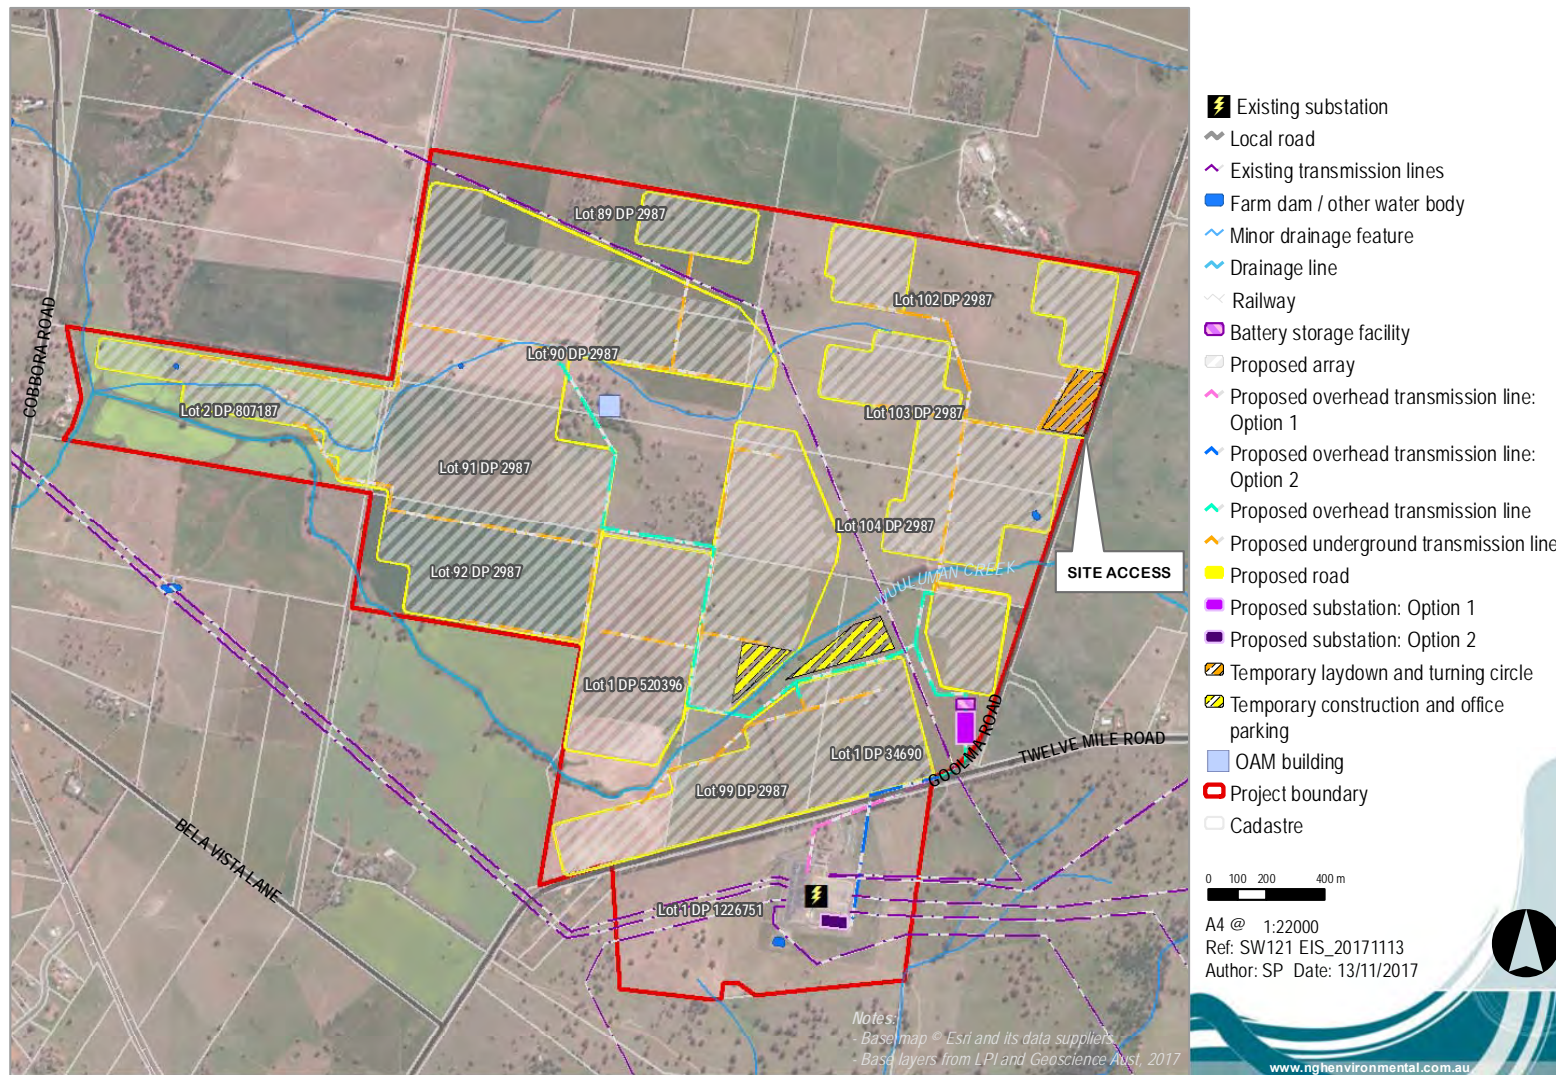 Lot 89 DP 2987
Lot 102 DP 2987
Lot 90 DP 2987
COBBORA ROAD
Lot 2 DP 807187
Lot 103 DP 2987
Lot 91 DP 2987
Lot 104 DP 2987
Lot 92 DP 2987
WUULUMAN CREEK
SITE ACCESS
Lot 1 DP 520396
Lot 1 DP 34690
GOOLMA ROAD
TWELVE MILE ROAD
Lot 99 DP 2987
BELA VISTA LANE
Lot 1 DP 1226751
Notes:
- Basemap © Esri and its data suppliers
- Base layers from LPI and Geoscience Aust, 2017
Existing substation
Local road
Existing transmission lines
Farm dam / other water body
Minor drainage feature
Drainage line
Railway
Battery storage facility
Proposed array
Proposed overhead transmission line:
Option 1
Proposed overhead transmission line:
Option 2
Proposed overhead transmission line
Proposed underground transmission line
Proposed road
Proposed substation: Option 1
Proposed substation: Option 2
Temporary laydown and turning circle
Temporary construction and office
parking
OAM building
Project boundary
Cadastre
0 100 200 400 m
A4 @ 1:22000
Ref: SW121 EIS_20171113
Author: SP Date: 13/11/2017
www.nghenvironmental.com.au